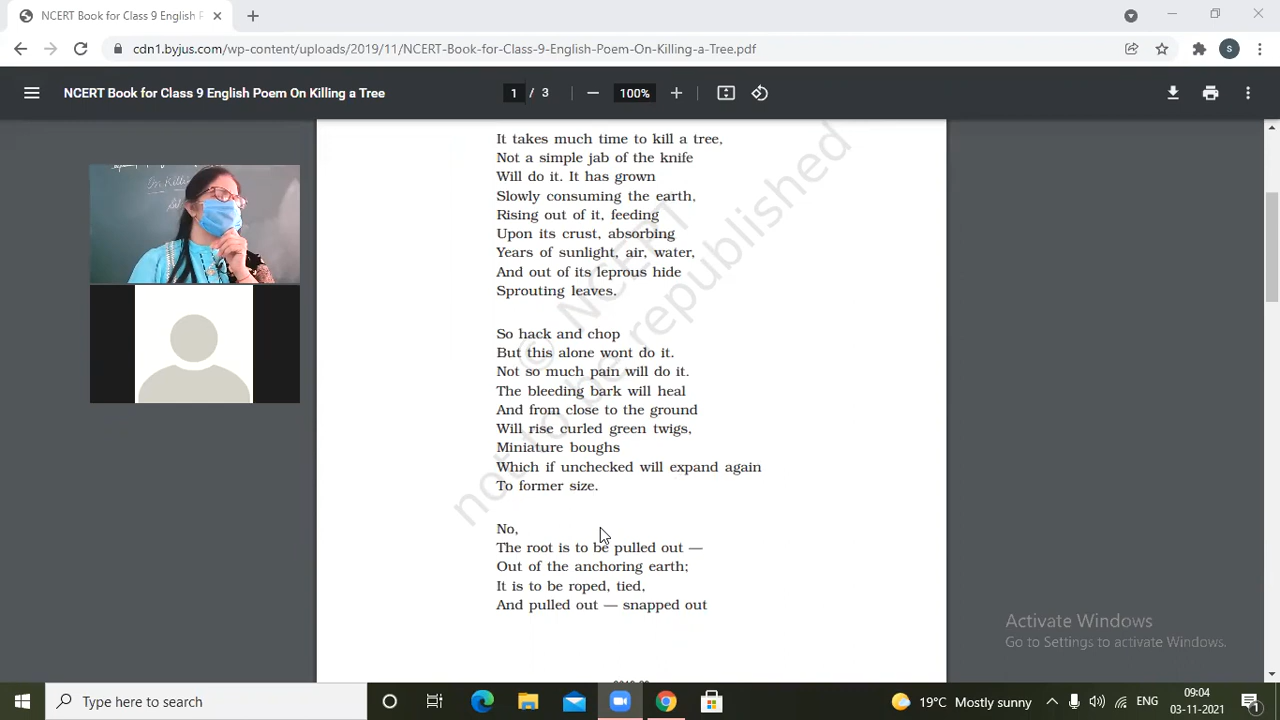 NCERT Book for Class 9 English P
cdn1.byjus.com/wp-content/uploads/2019/11/NCERT-Book-for-Class-9-English-Poem-On-Killing-a-Tree.pdf
S
NCERT Book for Class 9 English Poem On Killing a Tree
1 / 3
100%
It takes much time to kill a tree,
Not a simple jab of the knife
Will do it. It has grown
Slowly consuming the earth,
Rising out of it, feeding
Upon its crust, absorbing
Years of sunlight, air, water,
And out of its leprous hide
Sprouting leaves.
So hack and chop
But this alone wont do it.
Not so much pain will do it.
The bleeding bark will heal
And from close to the ground
Will rise curled green twigs,
Miniature boughs
Which if unchecked will expand again
To former size.
No,
The root is to be pulled out —
Out of the anchoring earth;
It is to be roped, tied,
And pulled out — snapped out
© NCERT
not to be republished
Activate Windows
Go to Settings to activate Windows.
Type here to search
19°C Mostly sunny
ENG
09:04
03-11-2021
1